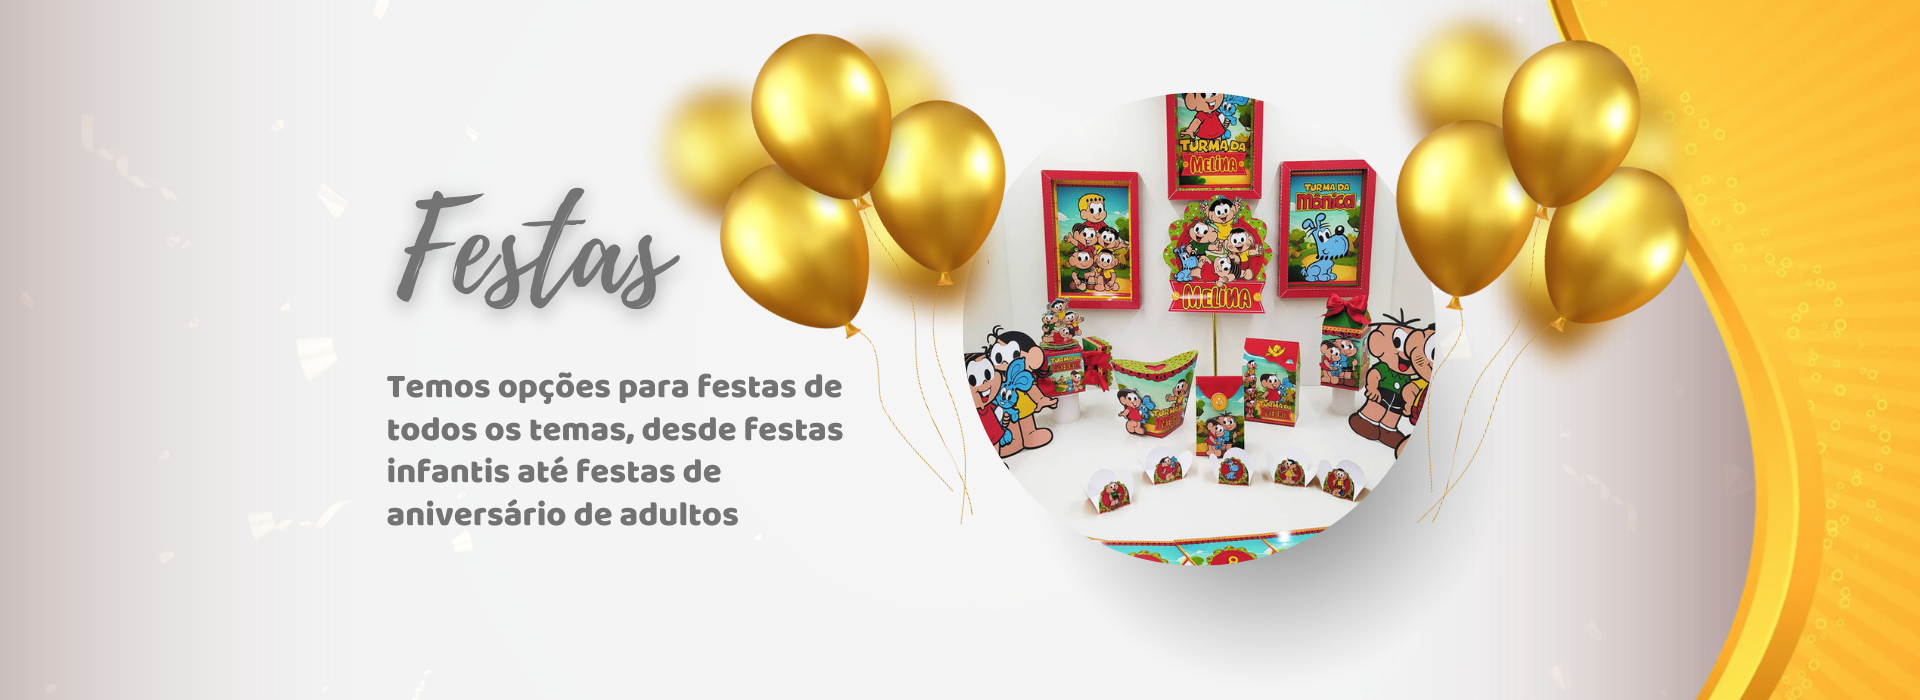 Festas
Temos opções para festas de
todos os temas, desde festas
infantis até festas de
aniversário de adultos
TURMA DA
MELINA
TURMA DA
Mônica
MELINA